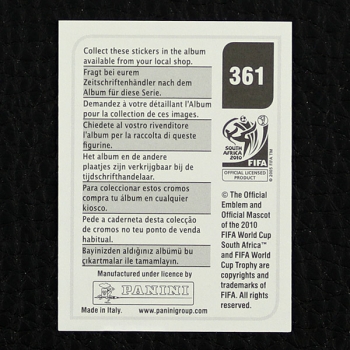 Collect these stickers in the album
available from your local shop.
Fragt bei eurem
Zeitschriftenhändler nach dem
Album für diese Serie.
Demandez à votre détaillant l'Album
pour la collection de ces images.
Chiedete al vostro rivenditore
l'album per la raccolta di queste
figurine.
Het album en de andere
plaatjes zijn verkrijgbaar bij de
tijdschrifthandelaar.
Para coleccionar estos cromos
compra tu álbum en cualquier
kiosco.
Pede a caderneta desta colecção
de cromos no teu ponto de venda
habitual.
Bayinizden aldığınız albümü bu
çıkartmalar ile tamamlayın.
Manufactured under licence by
PANINI
Made in Italy. www.paninigroup.com
361
SOUTH AFRICA
2010
FIFA
OFFICIAL LICENSED
PRODUCT
© 2005 FIFA TM
© The Official
Emblem and
Official Mascot
of the 2010
FIFA World Cup
South Africa™
and FIFA World
Cup Trophy are
copyrights and
trademarks of
FIFA. All rights
reserved.